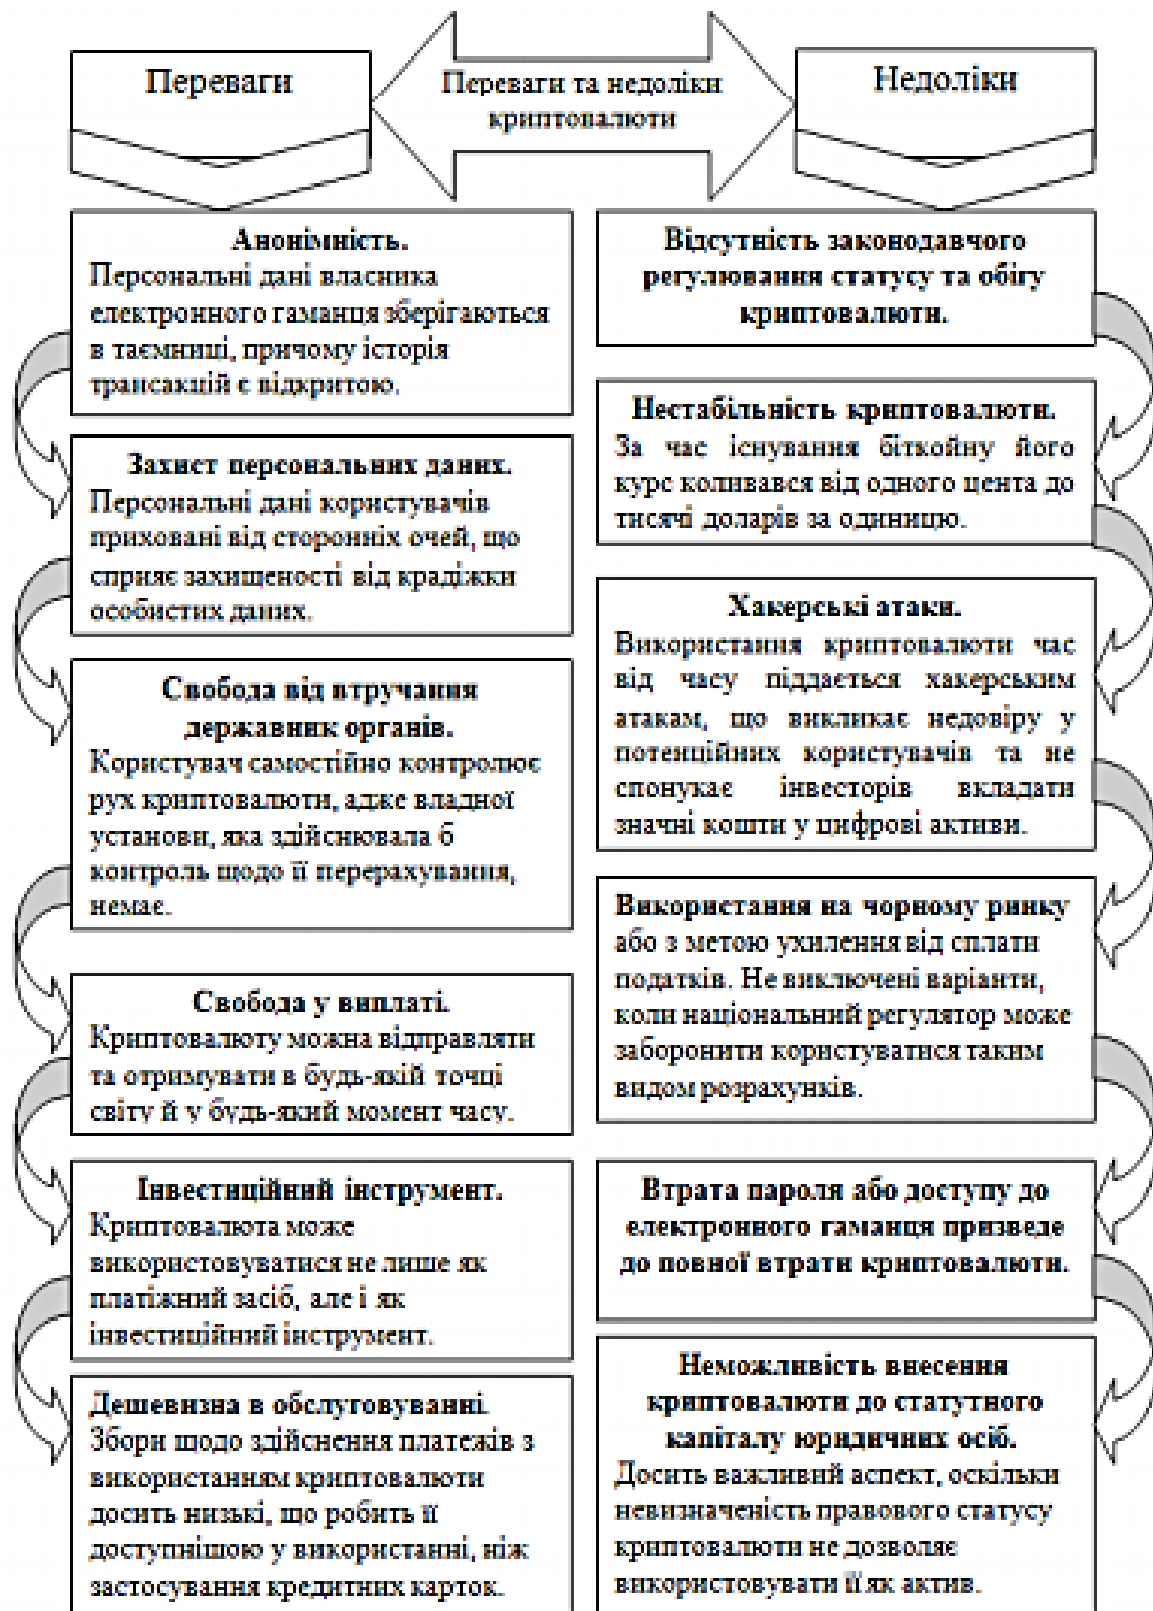 Переваги
Переваги та недоліки
криптовалюти
Недоліки
Анонімність.
Персональні дані власника
електронного гаманця зберігаються
в таємниці, причому історія
трансакцій є відкритою.
Захист персональних даних.
Персональні дані користувачів
приховані від сторонніх очей, що
сприяє захищеності від крадіжки
особистих даних.
Свобода від втручання
державник органів.
Користувач самостійно контролює
рух криптовалюти, адже владної
установи, яка здійснювала б
контроль щодо її перерахування,
немає.
Свобода у виплаті.
Криптовалюту можна відправляти
та отримувати в будь-якій точці
світу й у будь-який момент часу.
Інвестиційний інструмент.
Криптовалюта може
використовуватися не лише як
платіжний засіб, але і як
інвестиційний інструмент.
Дешевизна в обслуговуванні.
Збори щодо здійснення платежів з
використанням криптовалюти
досить низькі, що робить її
доступнішою у використанні, ніж
застосування кредитних карток.
Відсутність законодавчого
регулювання статусу та обігу
криптовалюти.
Нестабільність криптовалюти.
За час існування біткойну його
курс коливався від одного цента до
тисячі доларів за одиницю.
Хакерські атаки.
Використання криптовалюти час
від часу піддається хакерським
атакам, що викликає недовіру у
потенційних користувачів та не
спонукає інвесторів вкладати
значні кошти у цифрові активи.
Використання на чорному ринку
або з метою ухилення від сплати
податків. Не виключені варіанти,
коли національний регулятор може
заборонити користуватися таким
видом розрахунків.
Втрата пароля або доступу до
електронного гаманця призведе
до повної втрати криптовалюти.
Неможливість внесення
криптовалюти до статутного
капіталу юридичних осіб.
Досить важливий аспект, оскільки
невизначеність правового статусу
криптовалюти не дозволяє
використовувати її як актив.